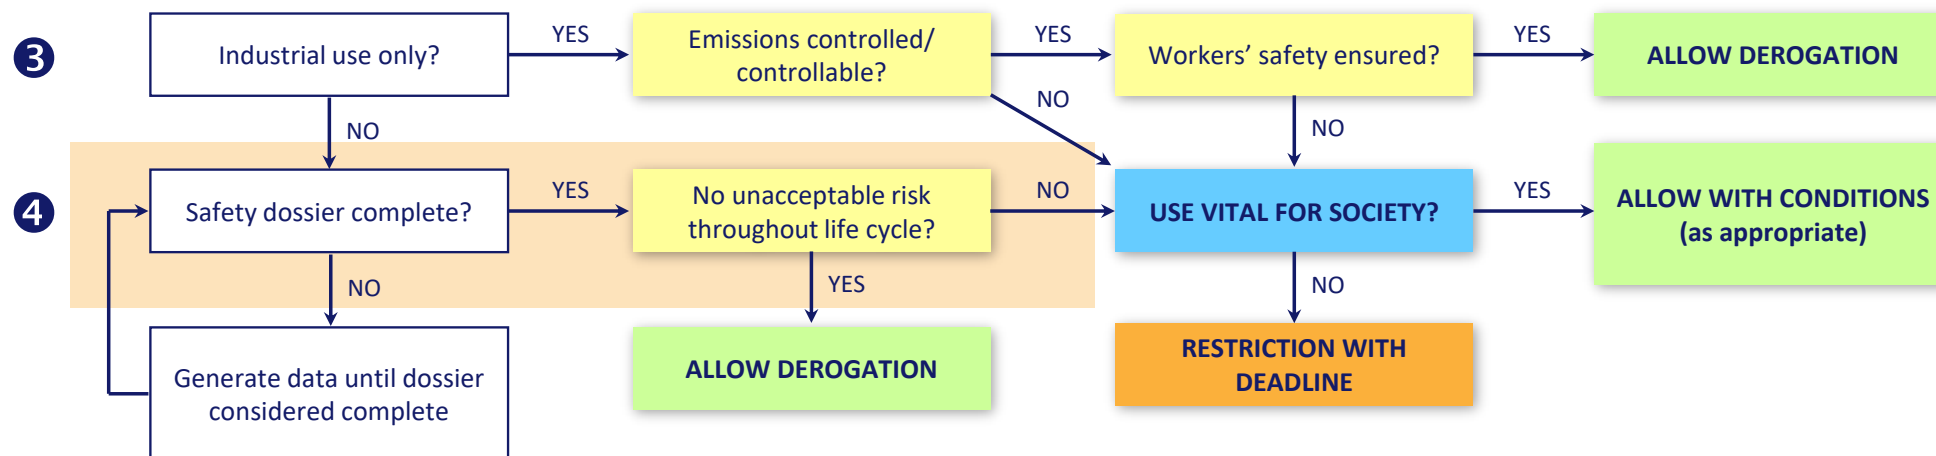 ❸
Industrial use only?
YES
Emissions controlled/
controllable?
YES
Workers’ safety ensured?
YES
ALLOW DEROGATION
NO
NO
NO
❹
Safety dossier complete?
YES
No unacceptable risk
throughout life cycle?
NO
USE VITAL FOR SOCIETY?
YES
ALLOW WITH CONDITIONS
(as appropriate)
NO
YES
NO
Generate data until dossier
considered complete
ALLOW DEROGATION
RESTRICTION WITH
DEADLINE